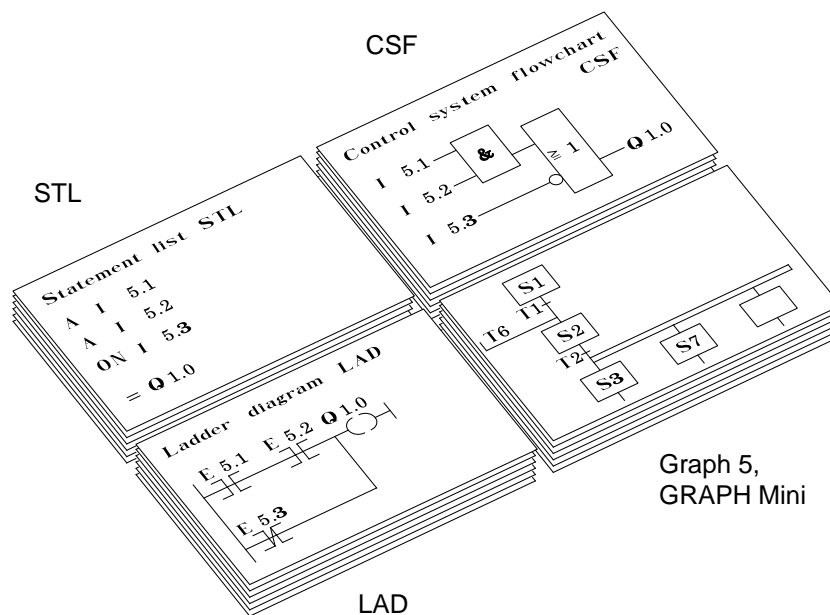 CSF
Control system flowchart
CSF
I 5.1
I 5.2
I 5.3
&
≥ 1
Q 1.0
STL
Statement list STL
A I 5.1
A I 5.2
ON I 5.3
= Q 1.0
Ladder diagram LAD
E 5.1
E 5.2
Q 1.0
E 5.3
LAD
S1
T1
T6
S2
T2
S3
S7
Graph 5,
GRAPH Mini